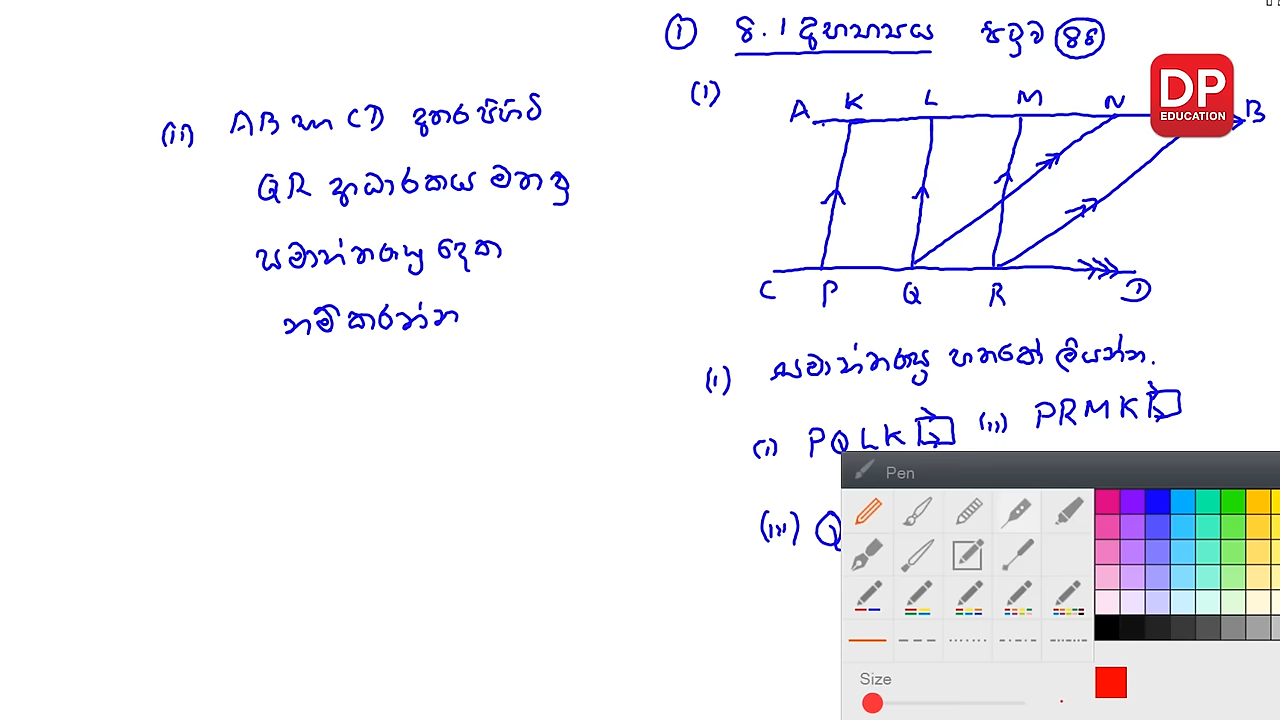 ① 8.1 අභ්‍යාසය පිටුව 86
(1)
A K L M N B
DP
EDUCATION
C P Q R D
(i) සමාන්තරාස්‍ර හතරක් ලියන්න.
(i) PQLK (ii) PRMK
(iii) Q
(ii) AB හා CD අතර පිහිටි
QR ආධාරකය මත වූ
සමාන්තරාස්‍ර දෙක
නම් කරන්න
Pen
Size